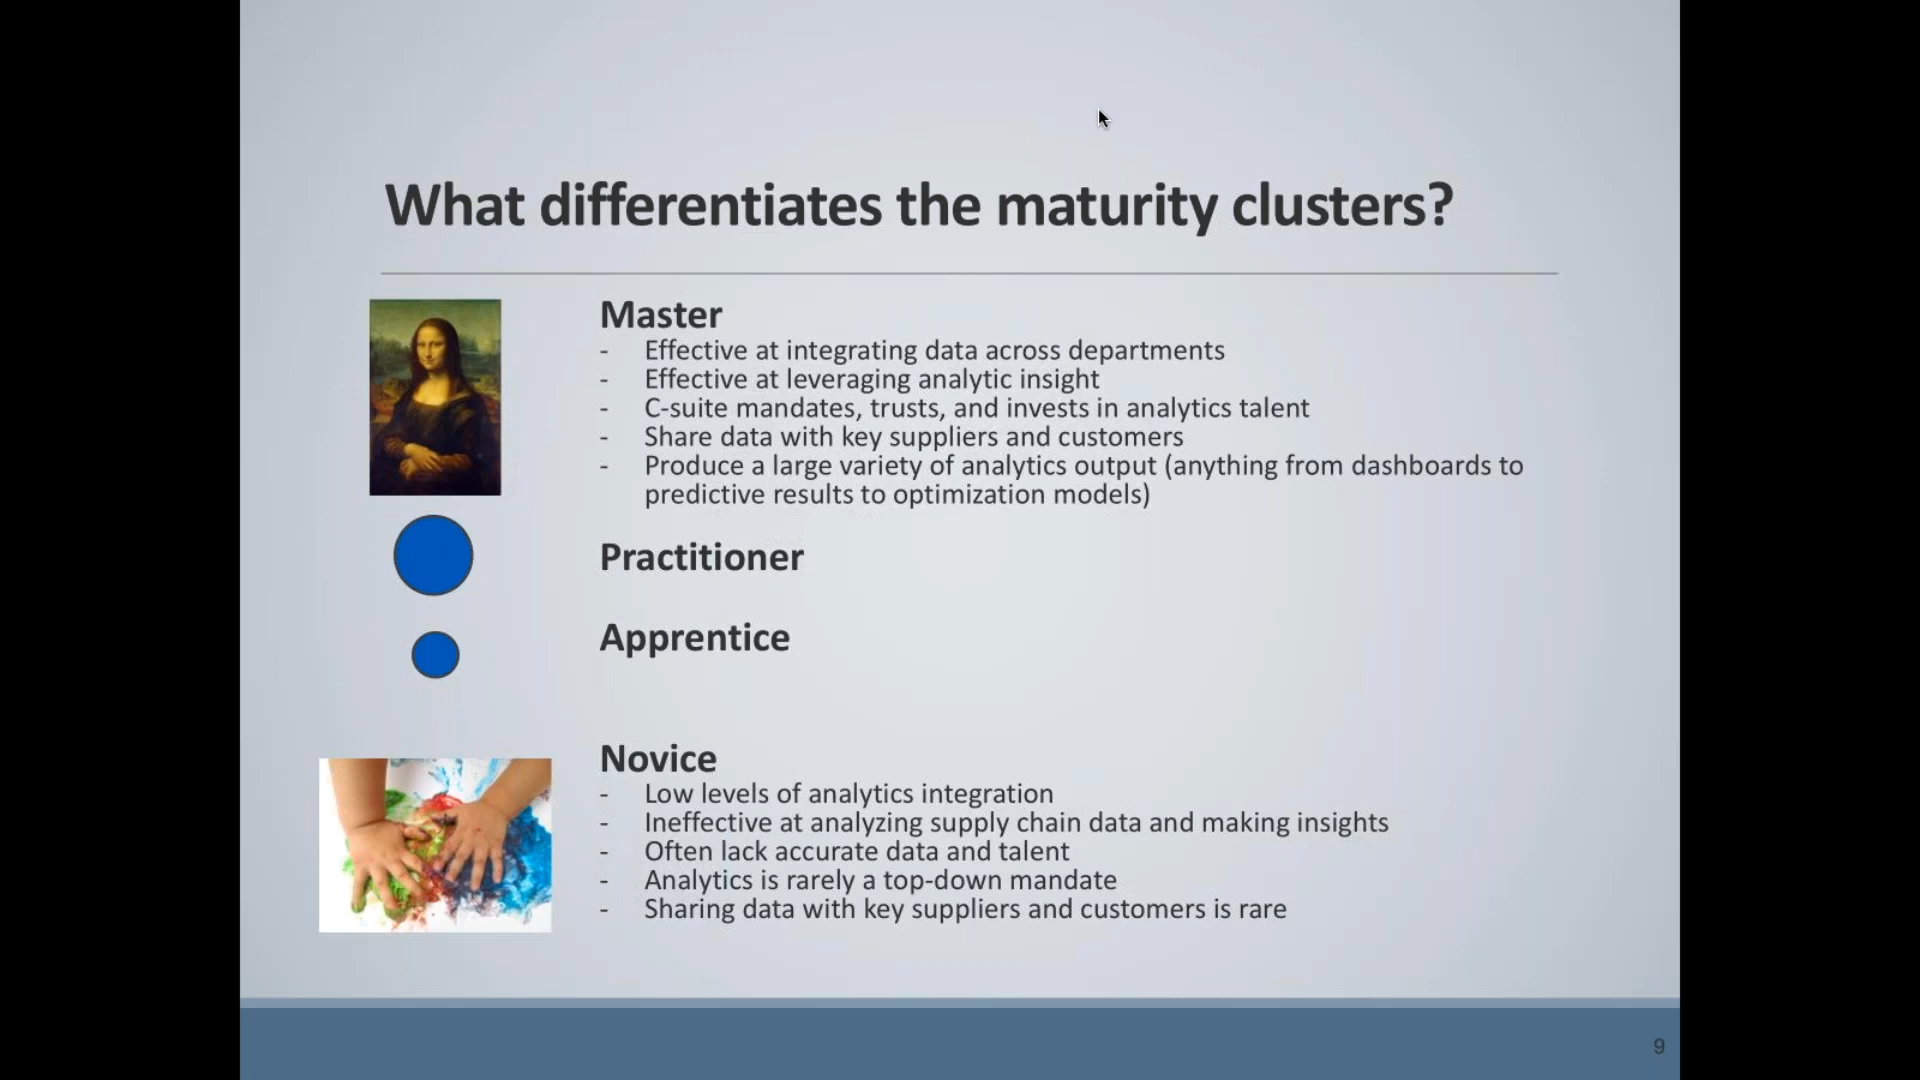 What differentiates the maturity clusters?
Master
- Effective at integrating data across departments
- Effective at leveraging analytic insight
- C-suite mandates, trusts, and invests in analytics talent
- Share data with key suppliers and customers
- Produce a large variety of analytics output (anything from dashboards to
predictive results to optimization models)
Practitioner
Apprentice
Novice
- Low levels of analytics integration
- Ineffective at analyzing supply chain data and making insights
- Often lack accurate data and talent
- Analytics is rarely a top-down mandate
- Sharing data with key suppliers and customers is rare
9